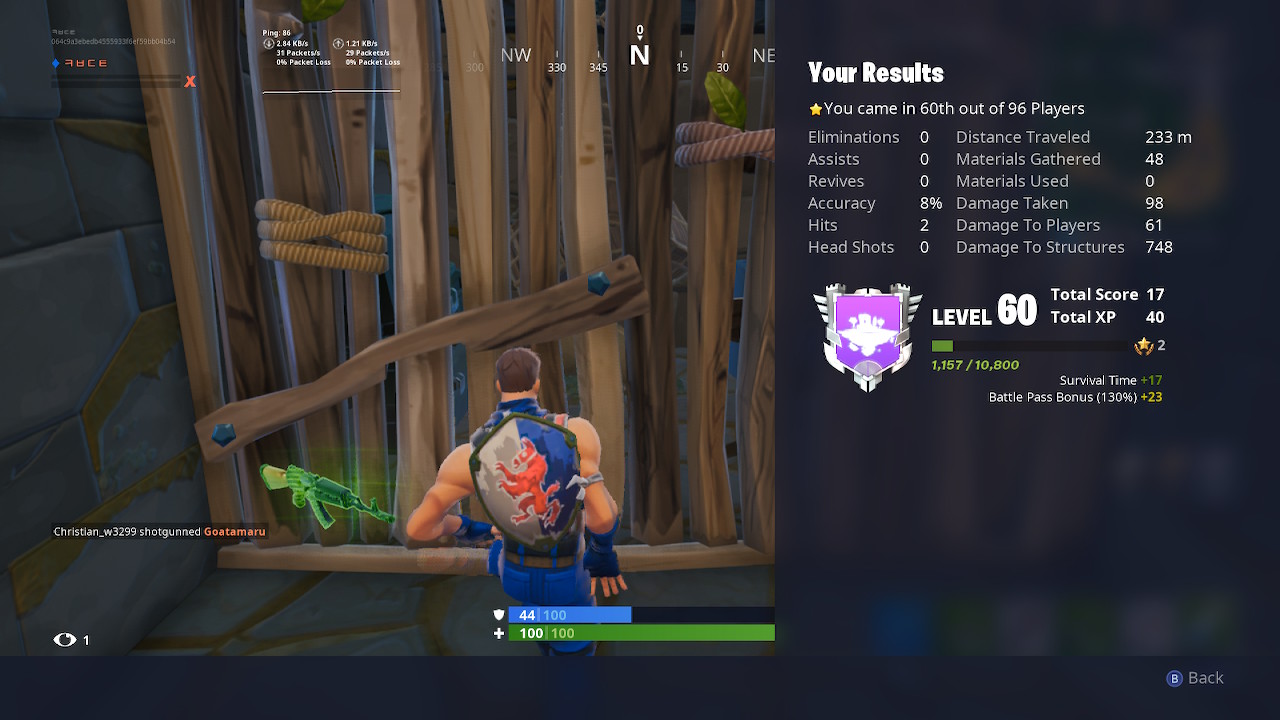 Ping: 86
2.84 KB/s 1.21 KB/s
31 Packets/s 29 Packets/s
0% Packet Loss 0% Packet Loss
X
0
NW N NE
300 330 345 15 30
Your Results
You came in 60th out of 96 Players
Eliminations 0 Distance Traveled 233 m
Assists 0 Materials Gathered 48
Revives 0 Materials Used 0
Accuracy 8% Damage Taken 98
Hits 2 Damage To Players 61
Head Shots 0 Damage To Structures 748
LEVEL 60
Total Score 17
Total XP 40
2
1,157 / 10,800
Survival Time +17
Battle Pass Bonus (130%) +23
Christian_w3299 shotgunned Goatamaru
1
44 | 100
100 | 100
B Back